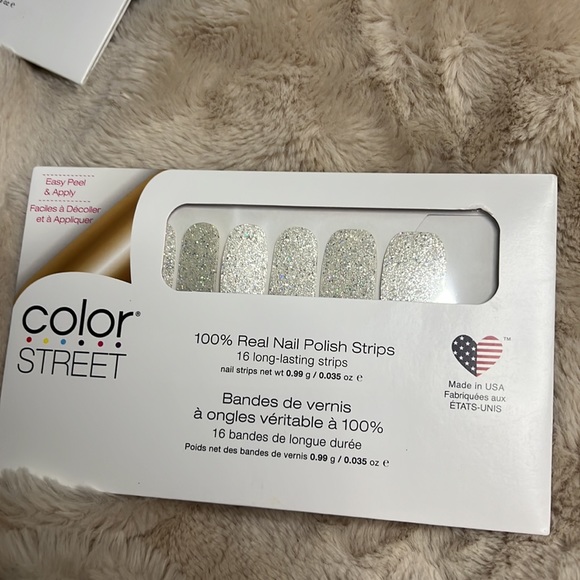 Easy Peel
& Apply
Faciles à Décoller
et à Appliquer
color®
STREET
100% Real Nail Polish Strips
16 long-lasting strips
nail strips net wt 0.99 g / 0.035 oz ℮
Bandes de vernis
à ongles véritable à 100%
16 bandes de longue durée
Poids net des bandes de vernis 0.99 g / 0.035 oz ℮
TM
Made in USA
Fabriquées aux
ÉTATS-UNIS